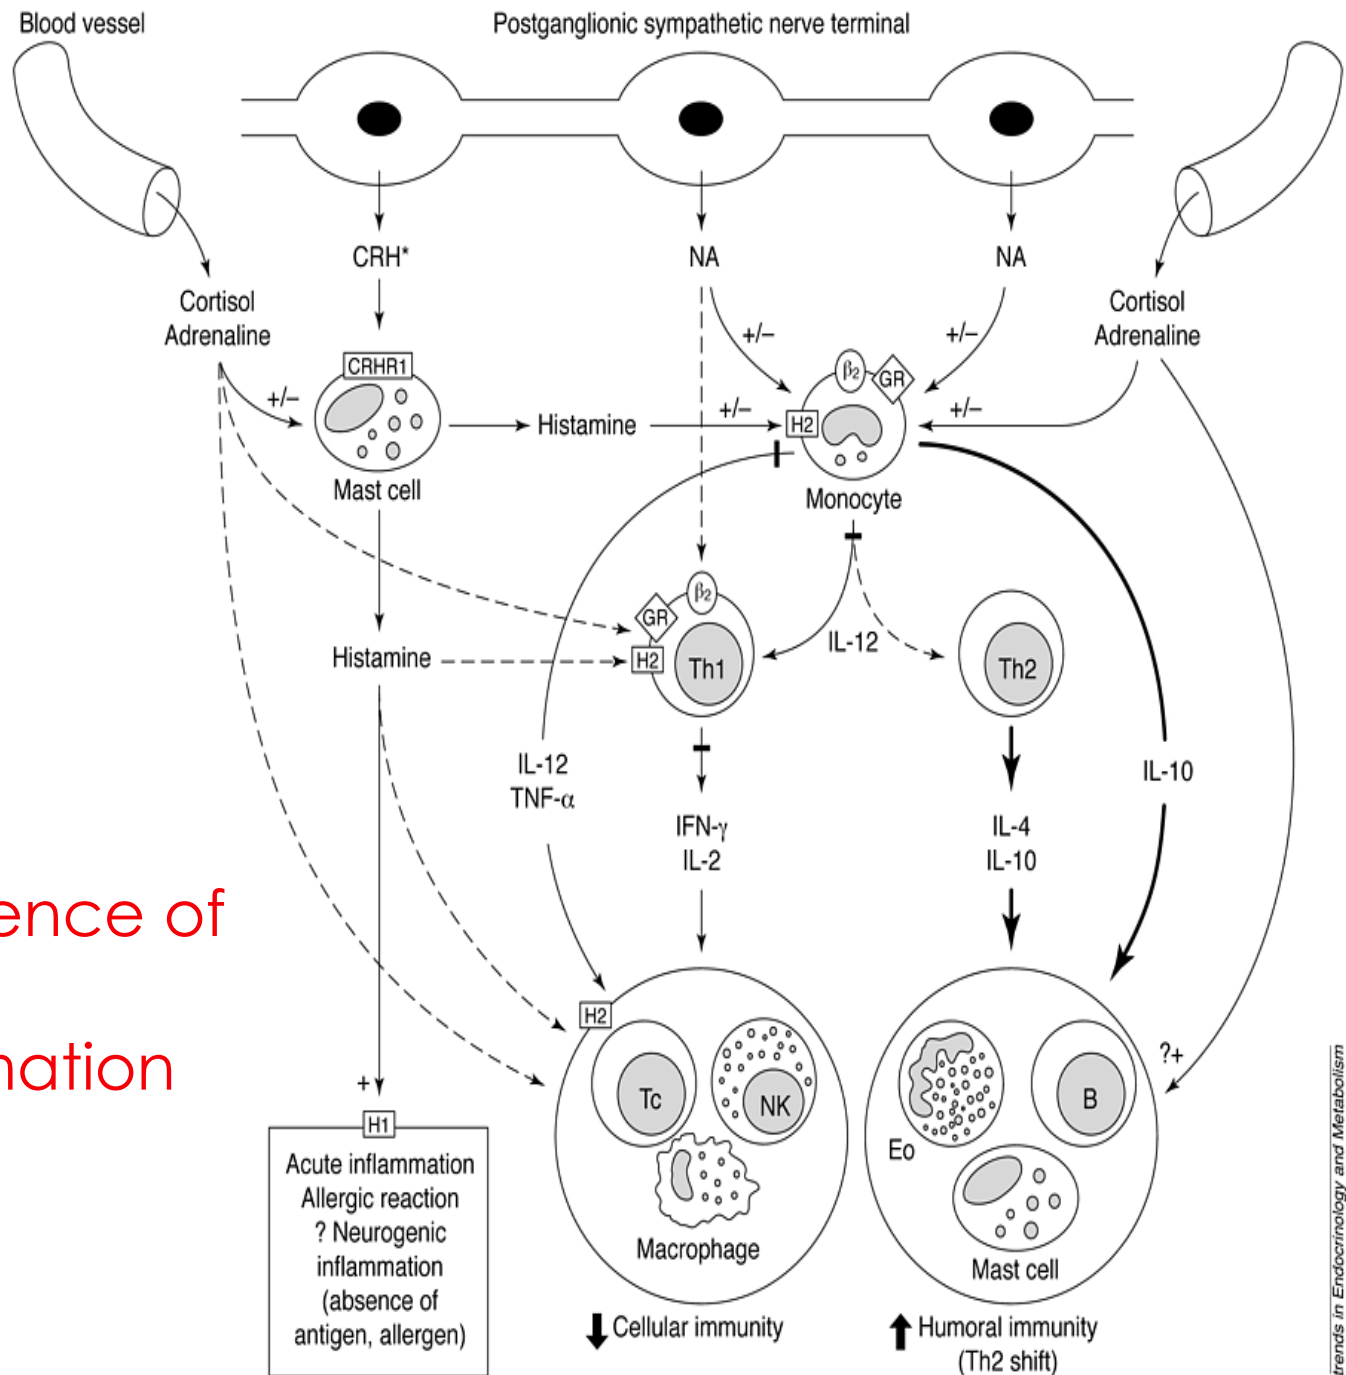 Blood vessel
Postganglionic sympathetic nerve terminal
CRH*
NA
NA
Cortisol
Adrenaline
Cortisol
Adrenaline
+/–
+/–
CRHR1
β2
GR
+/–
Histamine
+/–
H2
+/–
Mast cell
Monocyte
β2
GR
H2
Th1
IL-12
Th2
Histamine
IL-12
TNF-α
IL-10
IFN-γ
IL-2
IL-4
IL-10
ence of
nation
H2
Tc
NK
B
?+
+
H1
Eo
Acute inflammation
Allergic reaction
? Neurogenic
inflammation
(absence of
antigen, allergen)
Macrophage
Mast cell
Cellular immunity
Humoral immunity
(Th2 shift)
trends in Endocrinology and Metabolism